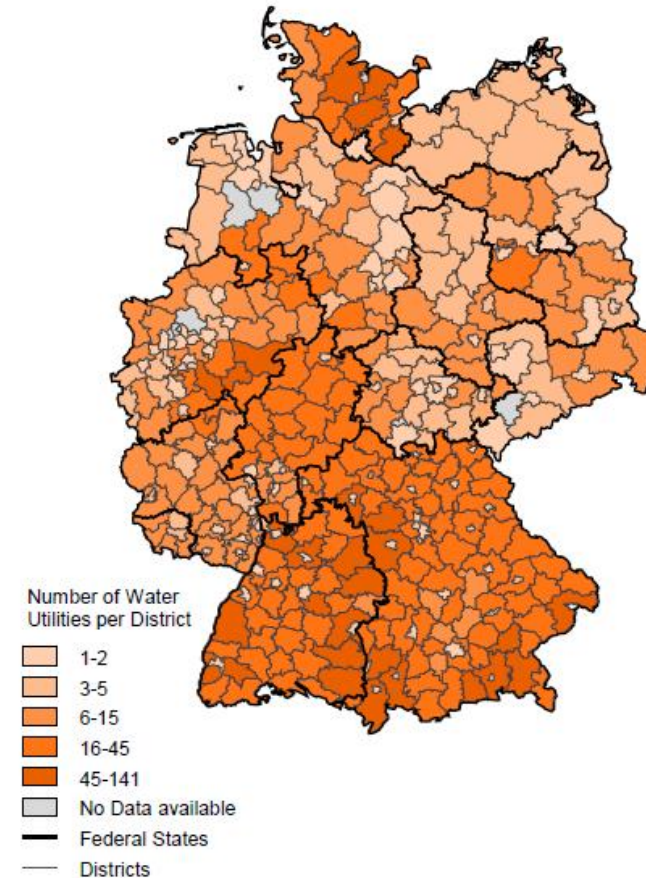 Number of Water
Utilities per District
1-2
3-5
6-15
16-45
45-141
No Data available
Federal States
Districts